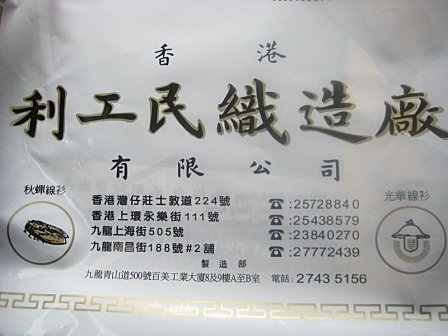 香港
利工民織造廠
有限公司
秋蟬線衫
光華線衫
香港灣仔莊士敦道224號 ☎:25728840
香港上環永樂街111號 ☎:25438579
九龍上海街505號 ☎:23840270
九龍南昌街188號#2舖 ☎:27772439
華
製造部
九龍青山道500號百美工業大廈8及9樓A至B室 電話:2743 5156